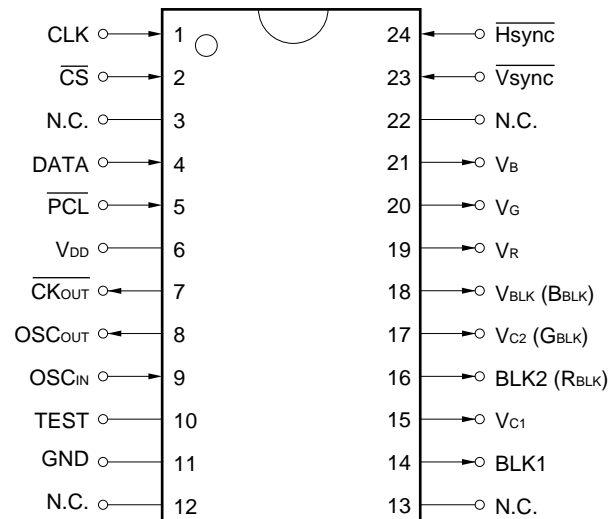 CLK 1 24 Hsync
CS 2 23 Vsync
N.C. 3 22 N.C.
DATA 4 21 VB
PCL 5 20 VG
VDD 6 19 VR
CKOUT 7 18 VBLK (BBLK)
OSCOUT 8 17 VC2 (GBLK)
OSCIN 9 16 BLK2 (RBLK)
TEST 10 15 VC1
GND 11 14 BLK1
N.C. 12 13 N.C.